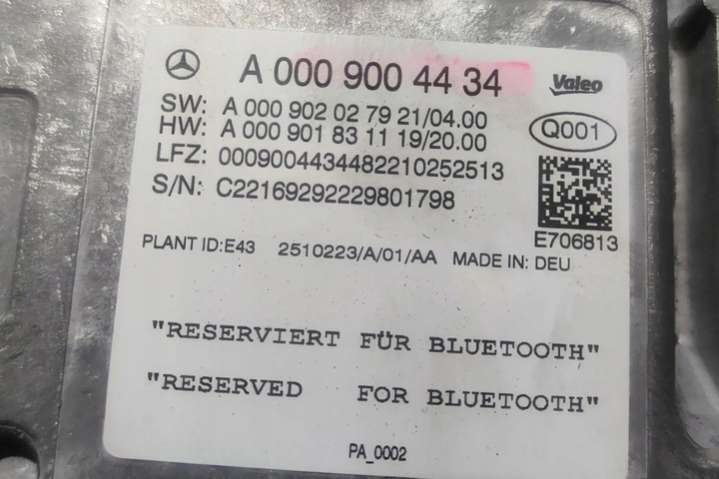 A 000 900 44 34
Valeo
SW: A 000 902 02 79 21/04.00
HW: A 000 901 83 11 19/20.00
Q001
LFZ: 0009004434482210252513
S/N: C221692922229801798
E706813
PLANT ID:E43 2510223/A/01/AA MADE IN: DEU
"RESERVIERT FÜR BLUETOOTH"
"RESERVED FOR BLUETOOTH"
PA_0002